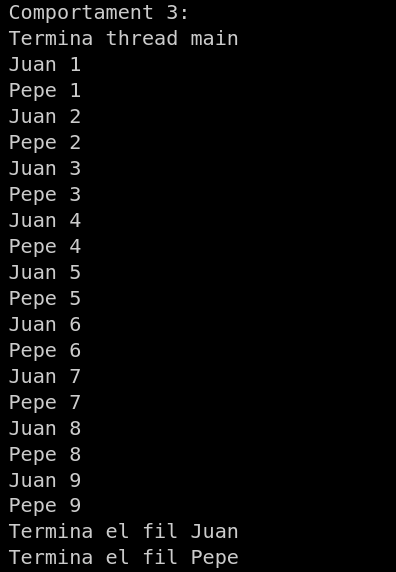 Comportament 3:
Termina thread main
Juan 1
Pepe 1
Juan 2
Pepe 2
Juan 3
Pepe 3
Juan 4
Pepe 4
Juan 5
Pepe 5
Juan 6
Pepe 6
Juan 7
Pepe 7
Juan 8
Pepe 8
Juan 9
Pepe 9
Termina el fil Juan
Termina el fil Pepe